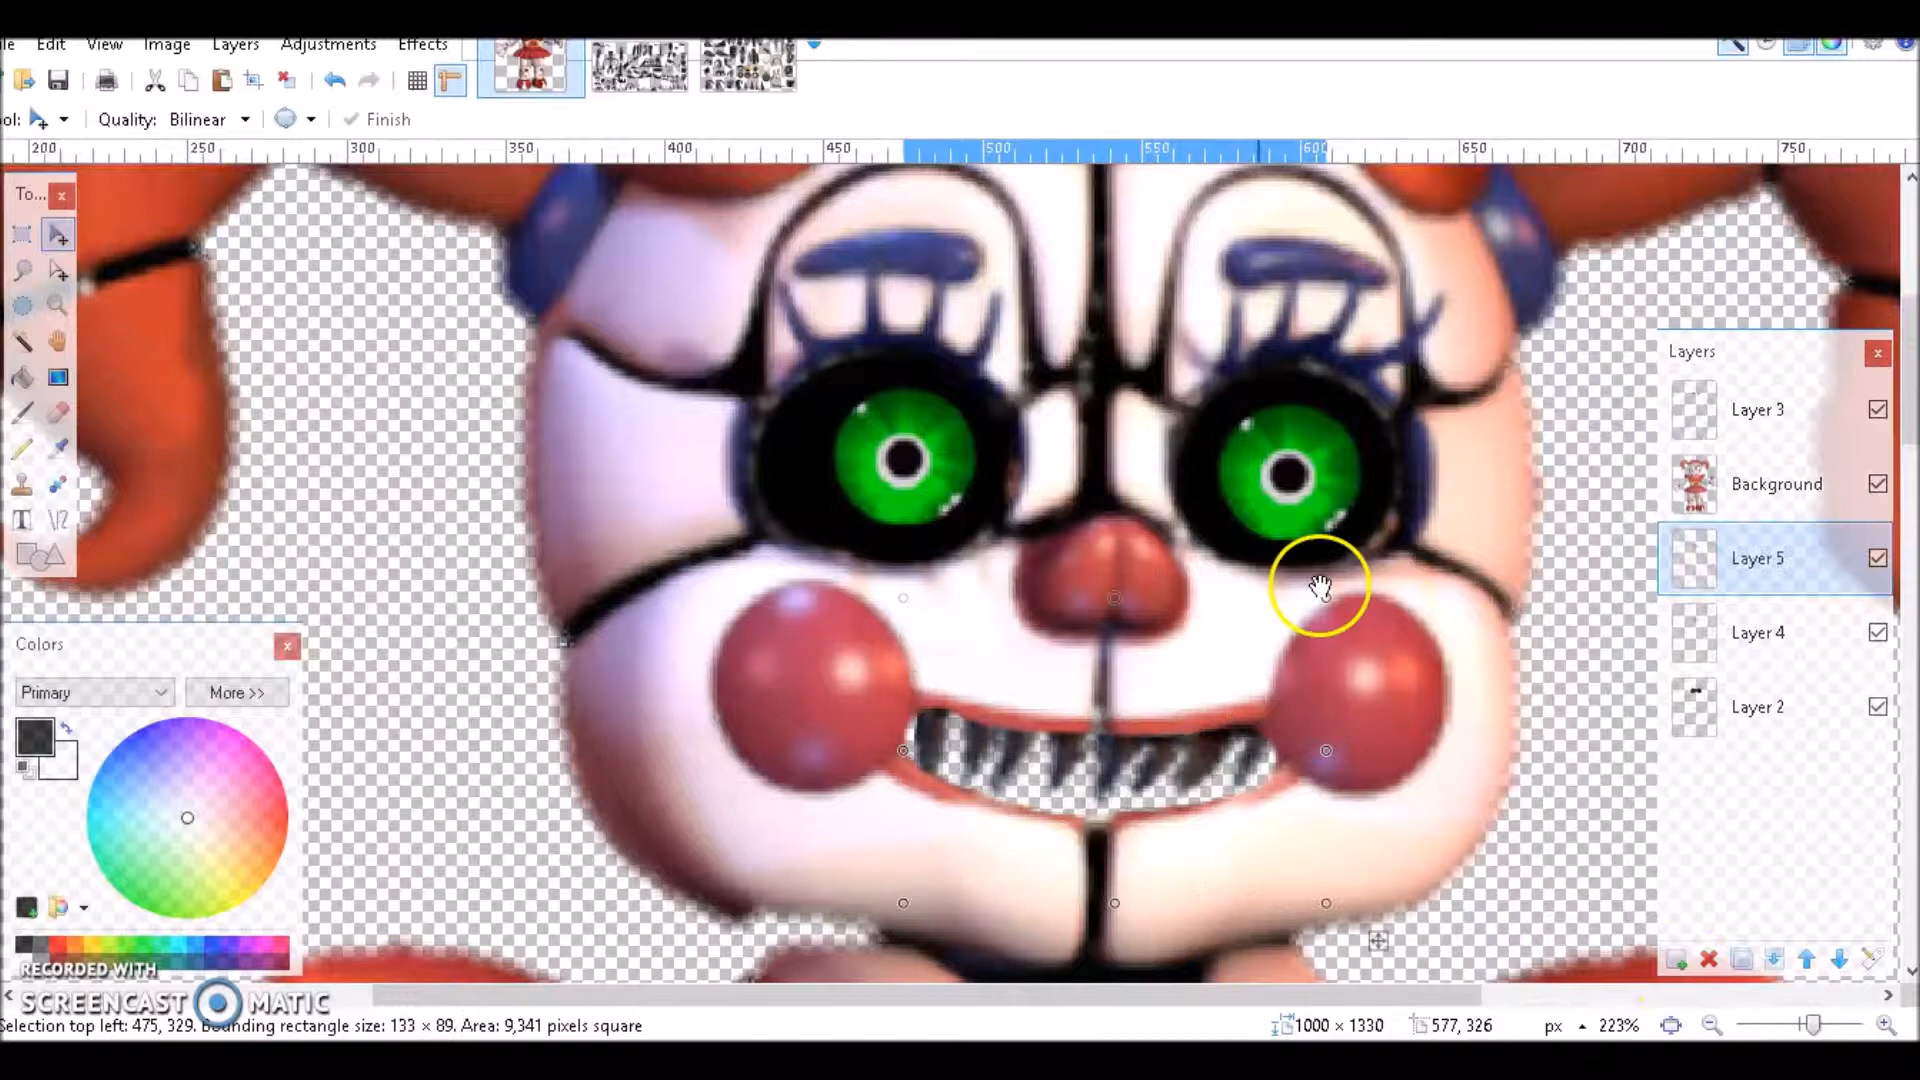 le Edit View Image Layers Adjustments Effects
ol: Quality: Bilinear Finish
200 250 300 350 400 450 500 550 600 650 700 750
To...
Layers
Layer 3
Background
Layer 5
Layer 4
Layer 2
Colors
Primary More >>
RECORDED WITH
SCREENCAST MATIC
Selection top left: 475, 329. Bounding rectangle size: 133 × 89. Area: 9,341 pixels square 1000 × 1330 577, 326 px 223%